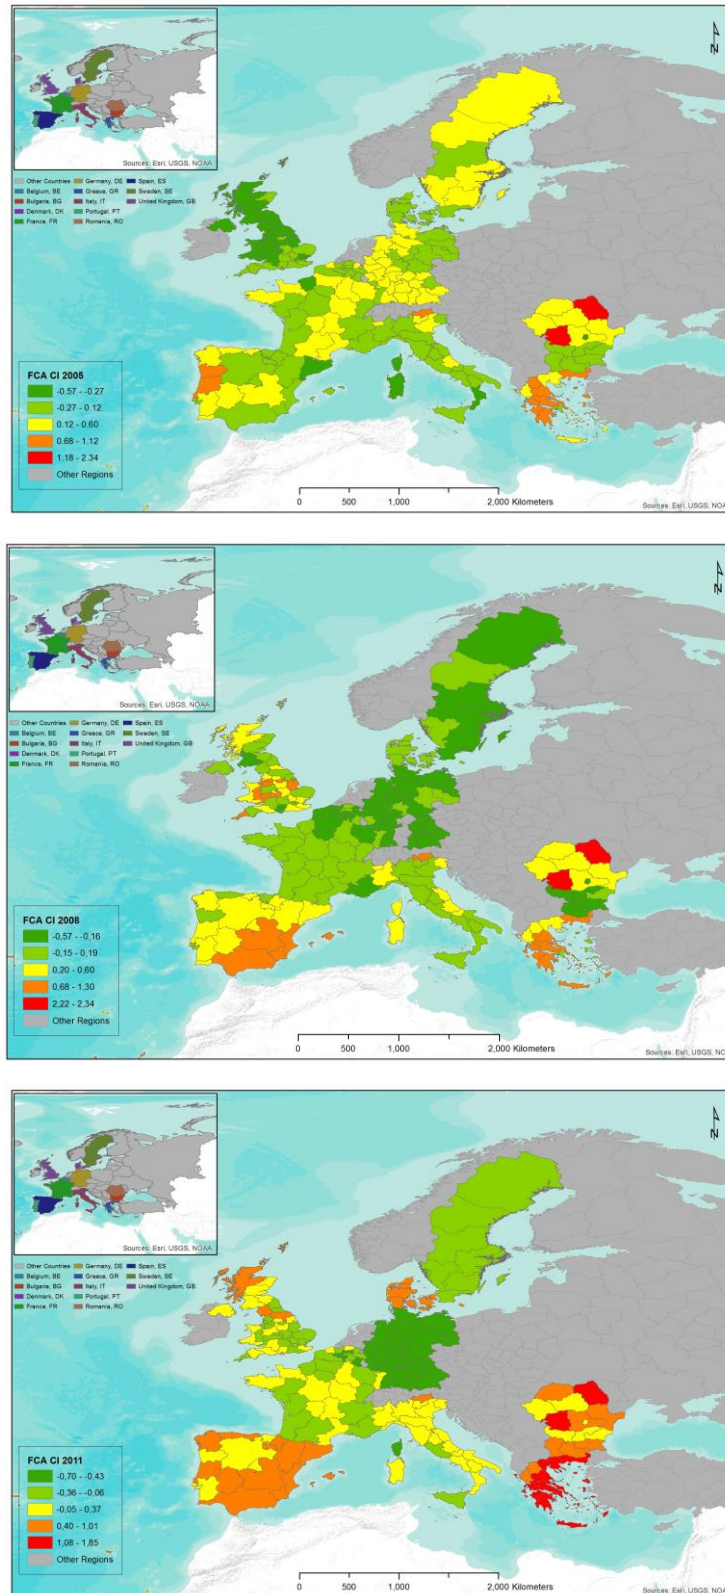 N
Sources: Esri, USGS, NOAA
Other Countries Germany, DE Spain, ES
Belgium, BE Greece, GR Sweden, SE
Bulgaria, BG Italy, IT United Kingdom, GB
Denmark, DK Portugal, PT
France, FR Romania, RO
FCA CI 2005
-0,57 - -0,27
-0,27 - 0,12
0,12 - 0,60
0,68 - 1,12
1,18 - 2,34
Other Regions
0 500 1,000 2,000 Kilometers
Sources: Esri, USGS, NOA
N
Sources: Esri, USGS, NOAA
Other Countries Germany, DE Spain, ES
Belgium, BE Greece, GR Sweden, SE
Bulgaria, BG Italy, IT United Kingdom, GB
Denmark, DK Portugal, PT
France, FR Romania, RO
FCA CI 2008
-0,57 - -0,16
-0,15 - 0,19
0,20 - 0,60
0,68 - 1,30
2,22 - 2,34
Other Regions
0 500 1,000 2,000 Kilometers
Sources: Esri, USGS, NOA
N
Sources: Esri, USGS, NOAA
Other Countries Germany, DE Spain, ES
Belgium, BE Greece, GR Sweden, SE
Bulgaria, BG Italy, IT United Kingdom, GB
Denmark, DK Portugal, PT
France, FR Romania, RO
FCA CI 2011
-0,70 - -0,43
-0,36 - -0,06
-0,05 - 0,37
0,40 - 1,01
1,08 - 1,85
Other Regions
0 500 1,000 2,000 Kilometers
Sources: Esri, USGS, NOA